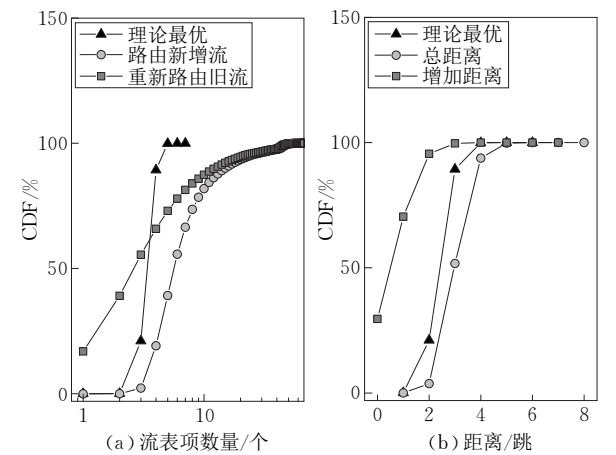 150
理论最优
路由新增流
重新路由旧流
100
50
0
CDF/%
1
10
(a)流表项数量/个
150
理论最优
总距离
增加距离
100
50
0
CDF/%
0
2
4
6
8
(b)距离/跳